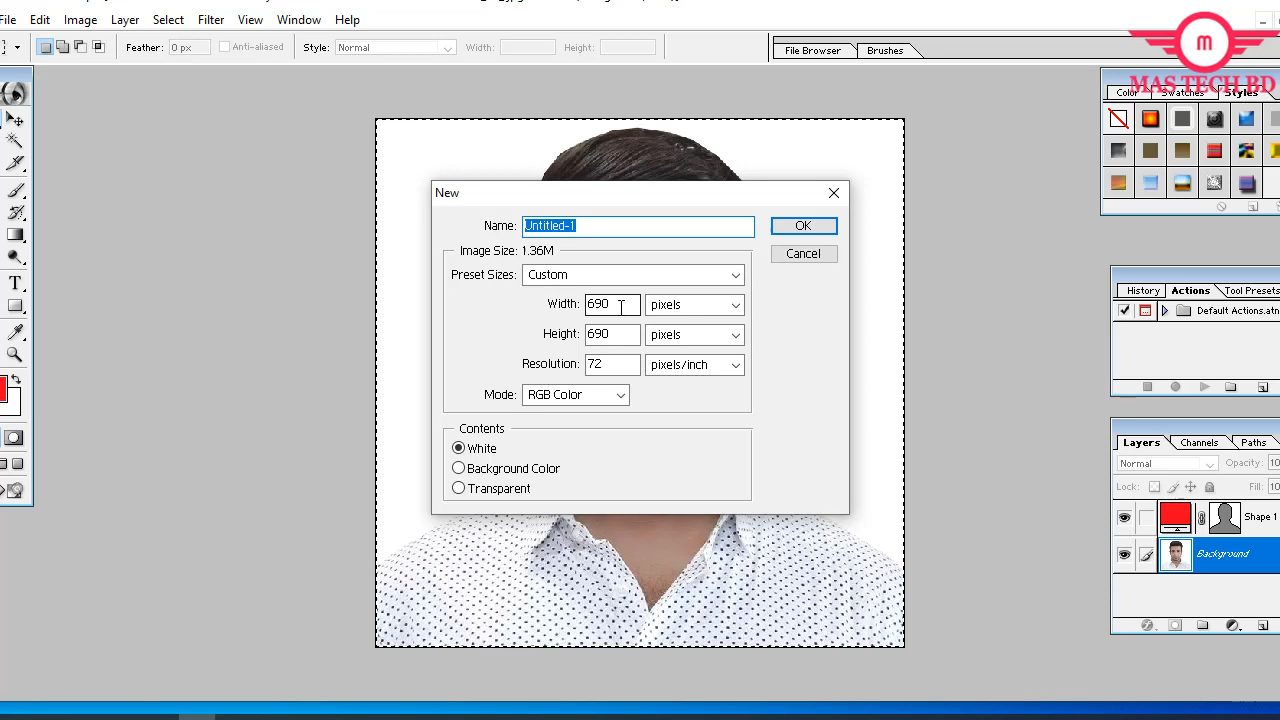 File Edit Image Layer Select Filter View Window Help
Feather: 0 px Anti-aliased Style: Normal Width: Height: File Browser Brushes
m
MAS TECH BD
Color Swatches Styles
New
Name: Untitled-1 OK
Image Size: 1.36M Cancel
Preset Sizes: Custom
Width: 690 pixels
Height: 690 pixels
Resolution: 72 pixels/inch
Mode: RGB Color
Contents
White
Background Color
Transparent
History Actions Tool Presets
Default Actions.atn
Layers Channels Paths
Normal Opacity: 10
Lock: Fill: 10
Shape 1
Background
T